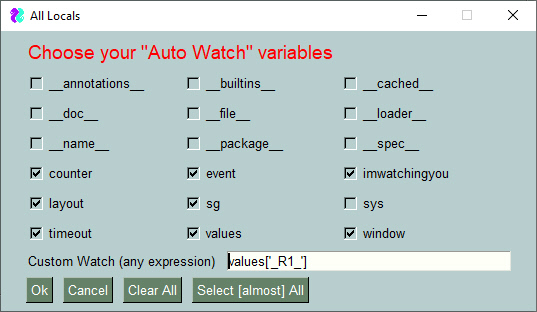 All Locals
Choose your "Auto Watch" variables
__annotations__ __builtins__ __cached__
__doc__ __file__ __loader__
__name__ __package__ __spec__
counter event imwatchingyou
layout sg sys
timeout values window
Custom Watch (any expression) values['_R1_']
Ok Cancel Clear All Select [almost] All